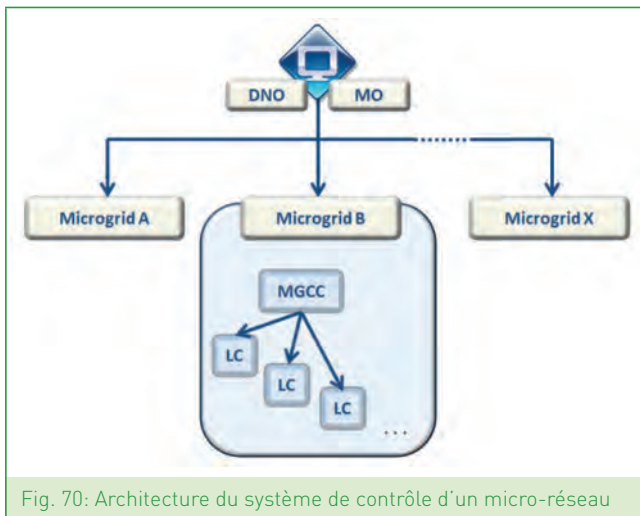 DNO MO
Microgrid A Microgrid B Microgrid X
MGCC
LC
LC
LC
...
Fig. 70: Architecture du système de contrôle d'un micro-réseau